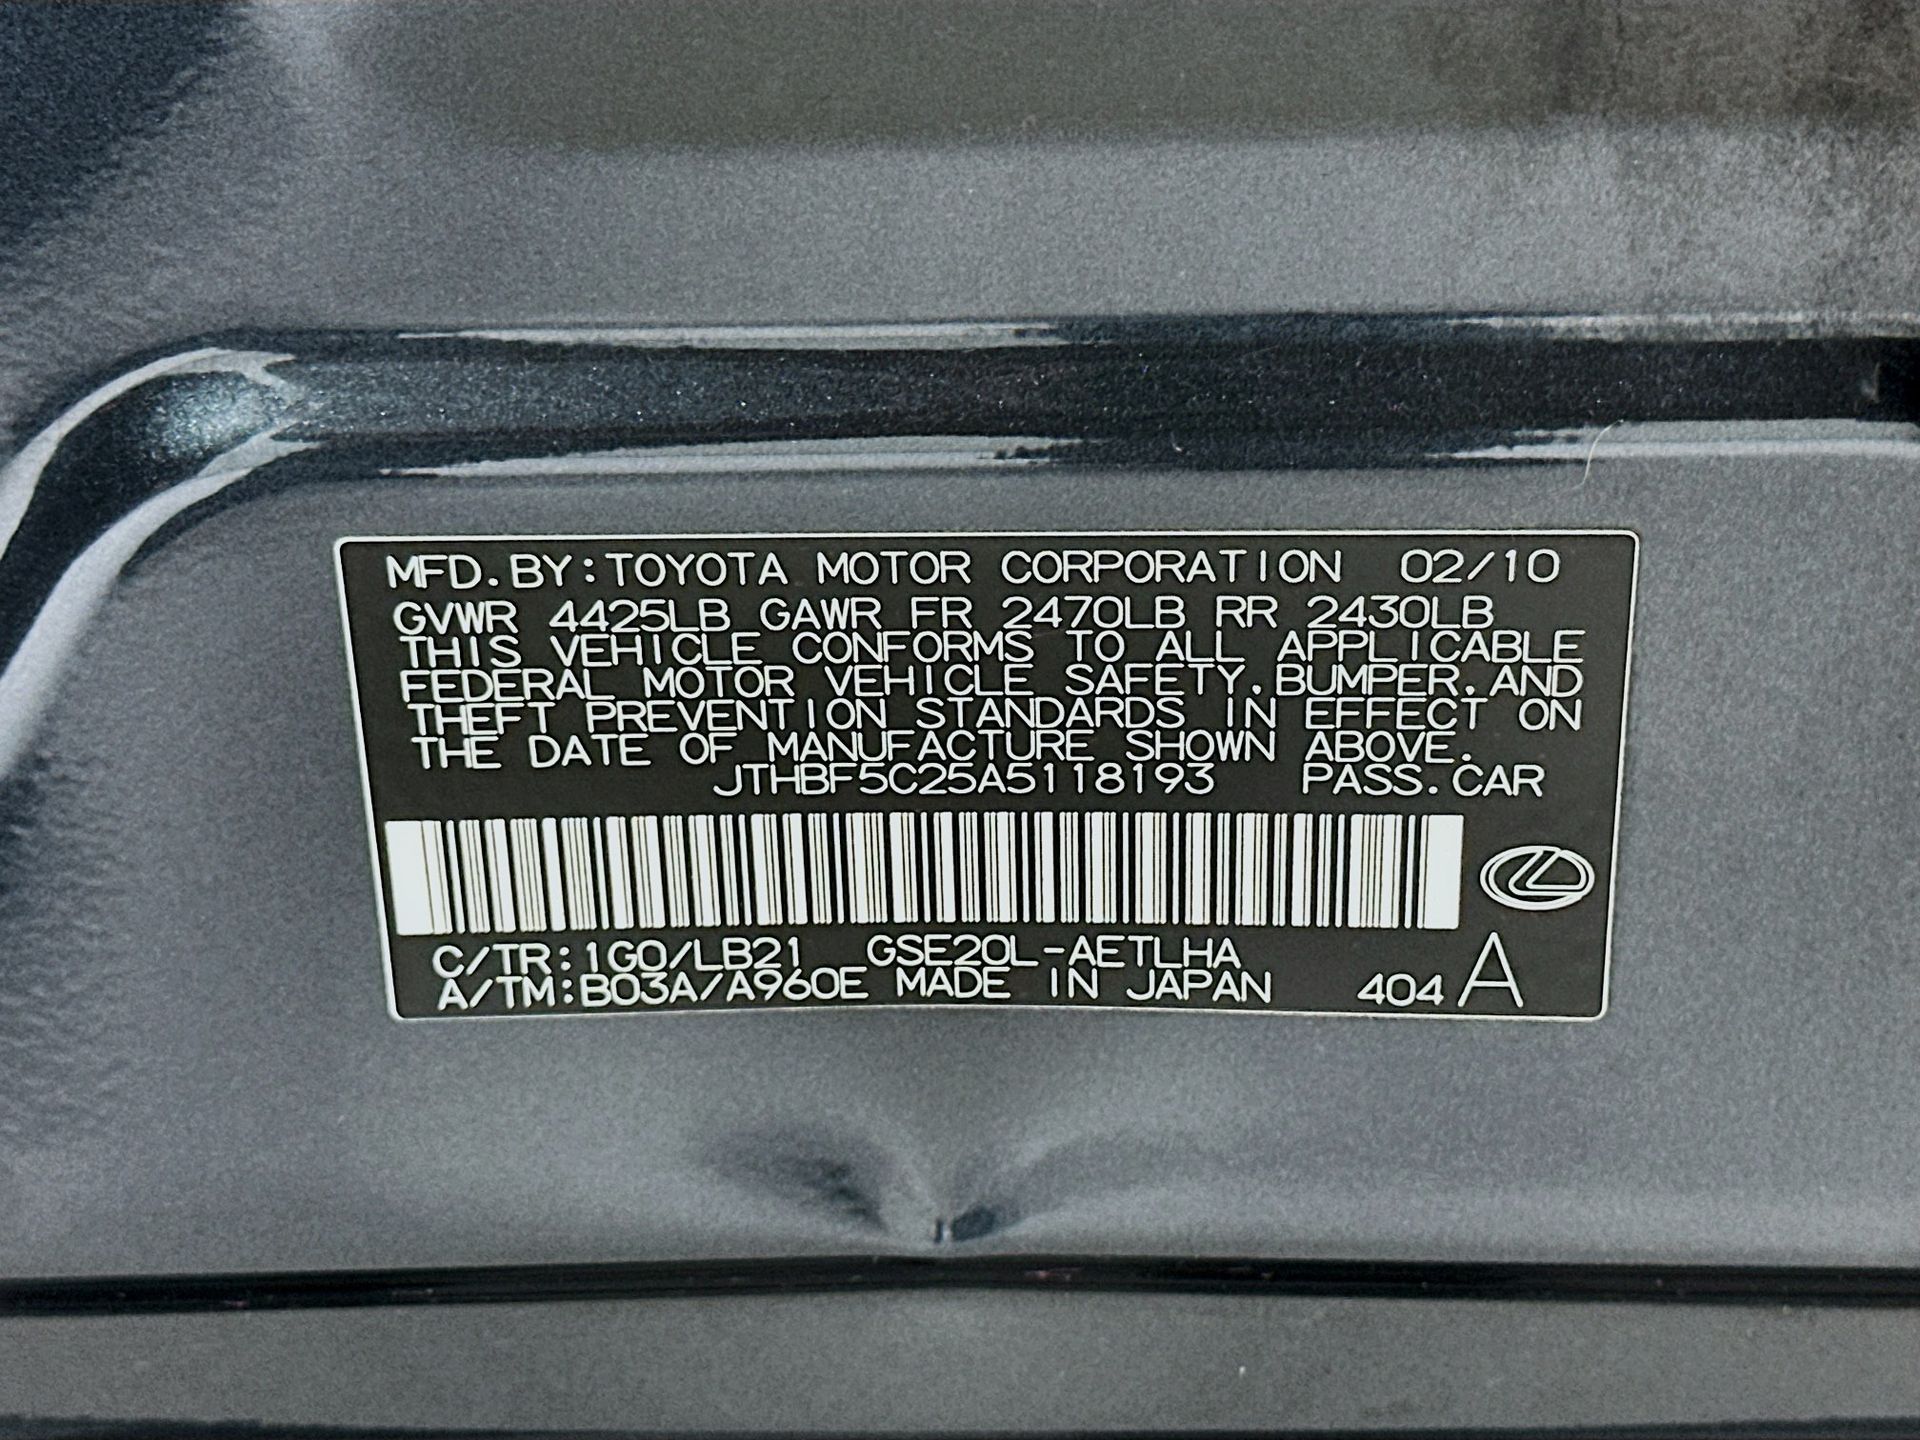 MFD.BY:TOYOTA MOTOR CORPORATION 02/10
GVWR 4425LB GAWR FR 2470LB RR 2430LB
THIS VEHICLE CONFORMS TO ALL APPLICABLE
FEDERAL MOTOR VEHICLE SAFETY,BUMPER,AND
THEFT PREVENTION STANDARDS IN EFFECT ON
THE DATE OF MANUFACTURE SHOWN ABOVE.
JTHBF5C25A5118193 PASS.CAR
C/TR:1G0/LB21 GSE20L-AETLHA
A/TM:B03A/A960E MADE IN JAPAN 404 A